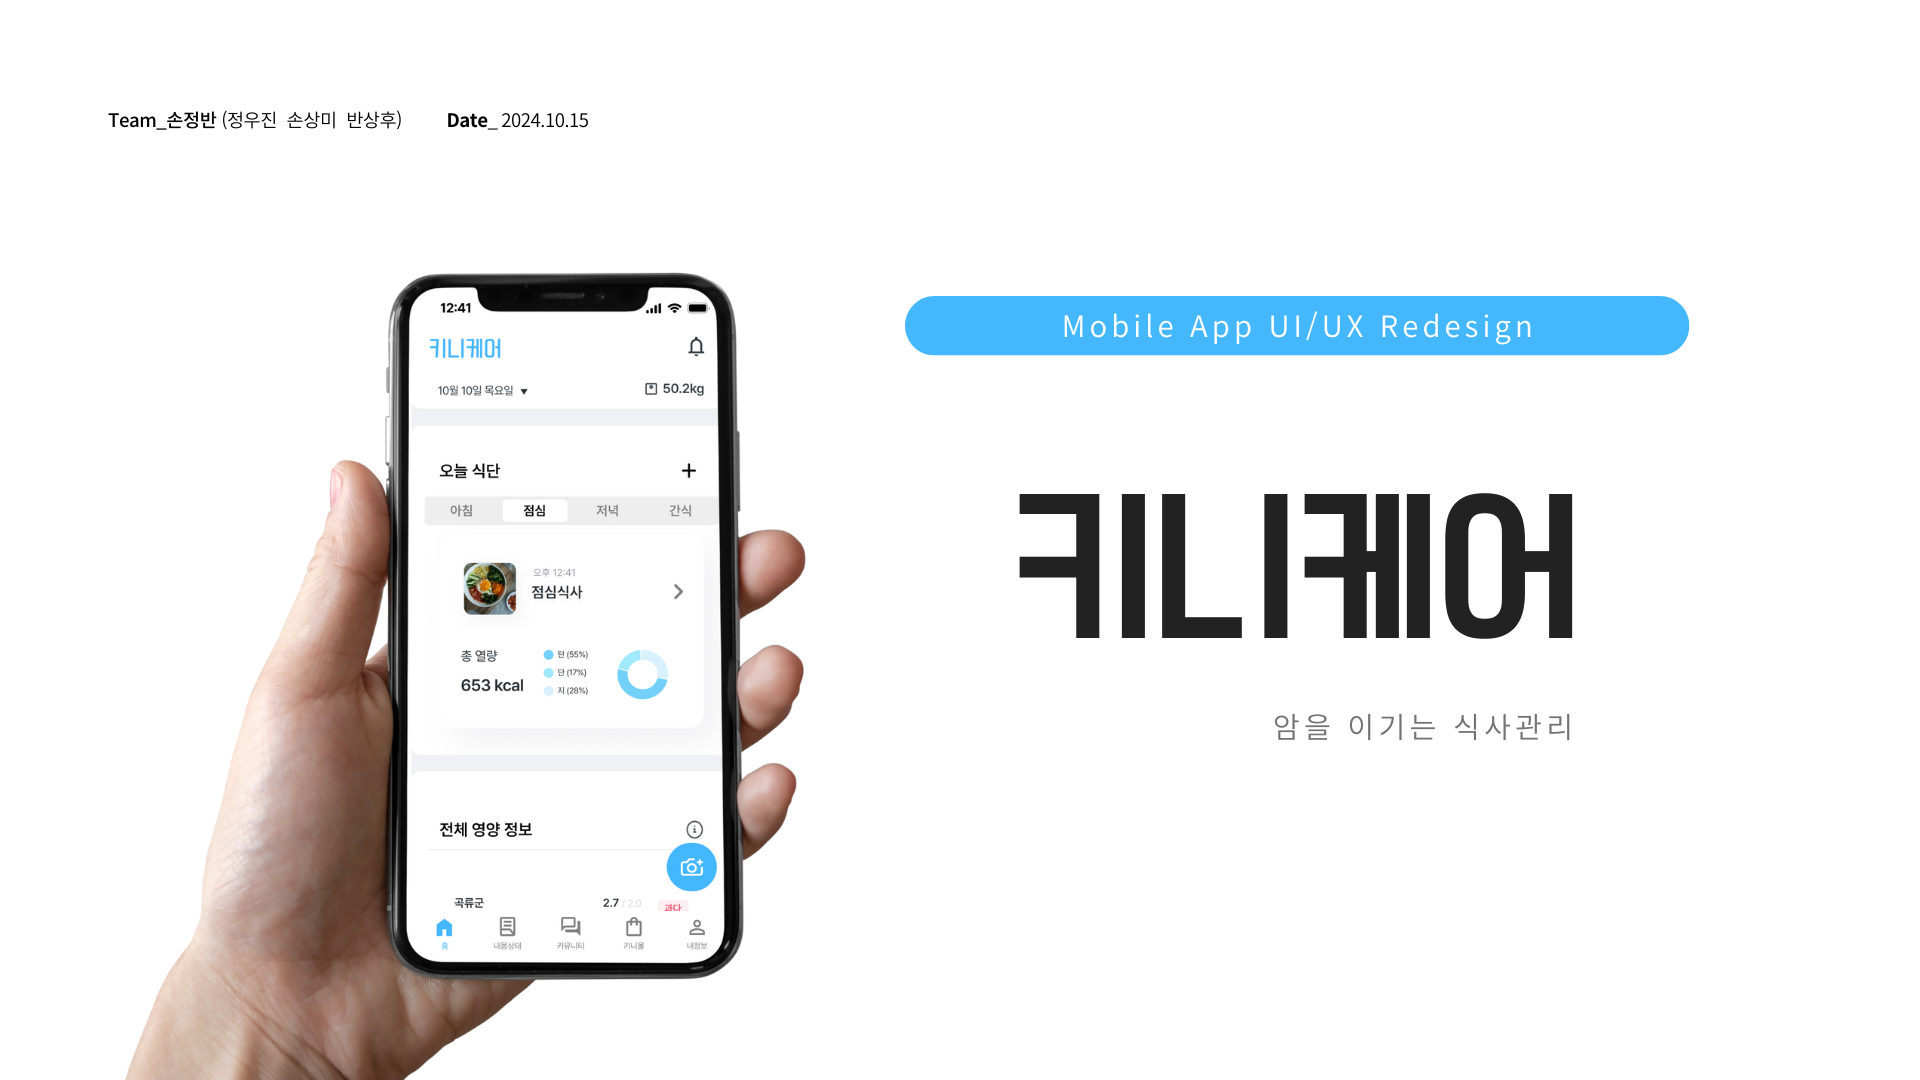 Team_손정반 (정우진 손상미 반상후) Date_ 2024.10.15
Mobile App UI/UX Redesign
키니케어
암을 이기는 식사관리
12:41
키니케어
10월 10일 목요일 ▼ 50.2kg
오늘 식단 +
아침 점심 저녁 간식
오후 12:41
점심식사
총 열량
653 kcal
탄 (55%)
단 (17%)
지 (28%)
전체 영양 정보
곡류군 2.7 / 2.0 과다
홈 내몸상태 커뮤니티 키니몰 내정보